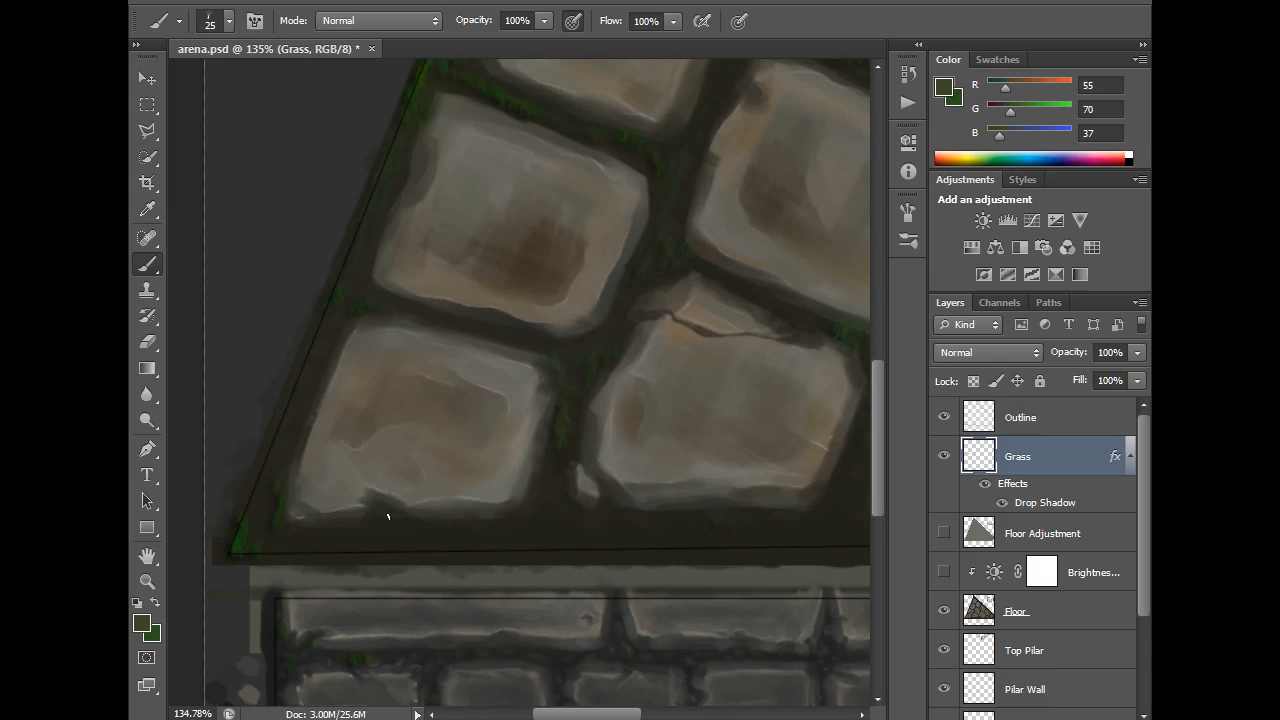 25
Mode: Normal
Opacity: 100%
Flow: 100%
arena.psd @ 135% (Grass, RGB/8) * ×
Color Swatches
R 55
G 70
B 37
Adjustments Styles
Add an adjustment
Layers Channels Paths
Kind
Normal Opacity: 100%
Lock: Fill: 100%
Outline
Grass fx
Effects
Drop Shadow
Floor Adjustment
Brightnes...
Floor
Top Pilar
Pilar Wall
134.78% Doc: 3.00M/25.6M